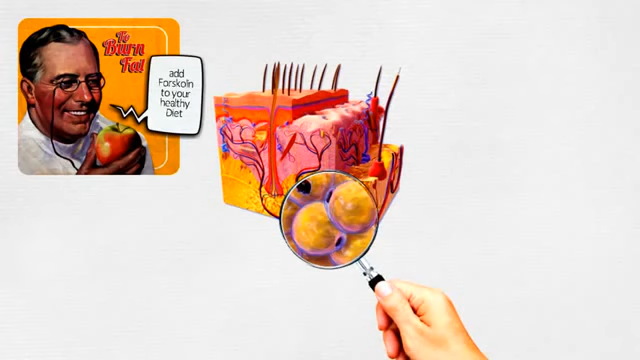 To
Burn
Fat
add
Forskolin
to your
healthy
Diet